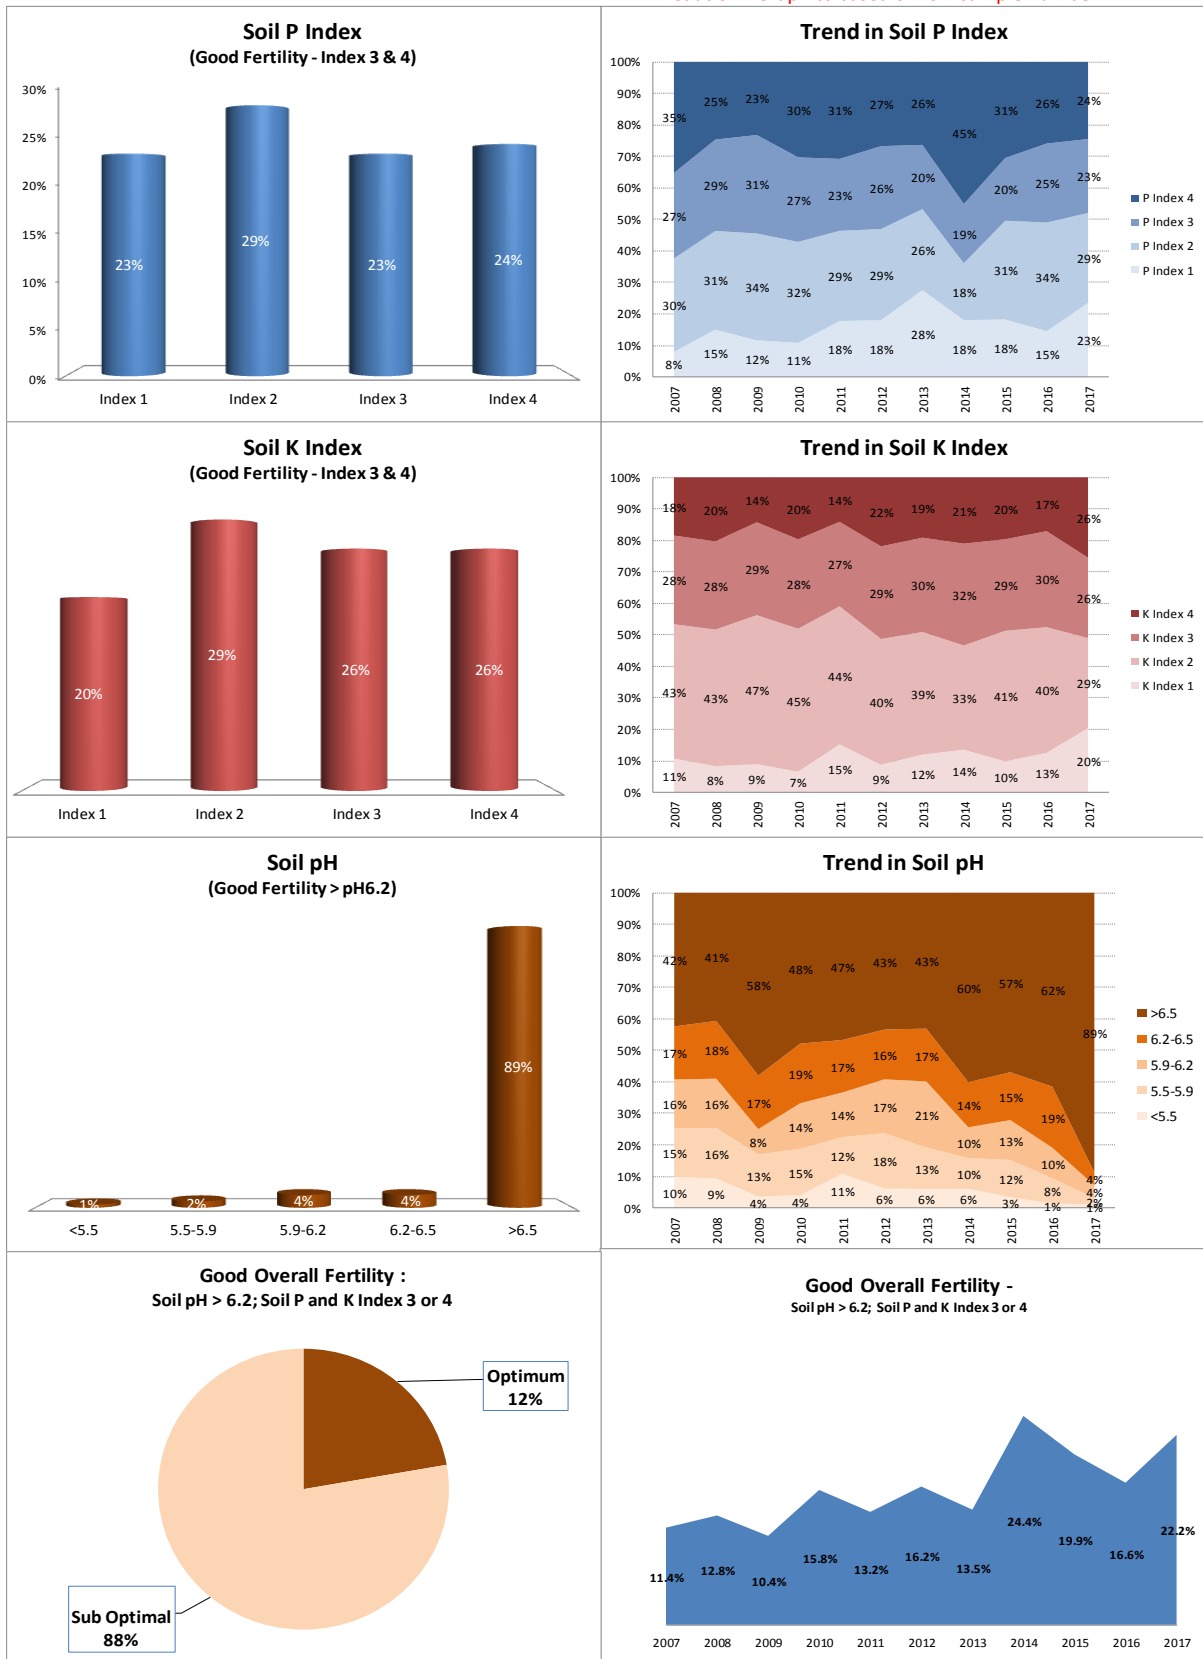 Soil P Index
(Good Fertility - Index 3 & 4)
30%
25%
20%
15%
10%
5%
0%
23%
29%
23%
24%
Index 1 Index 2 Index 3 Index 4
Trend in Soil P Index
100%
90%
80%
70%
60%
50%
40%
30%
20%
10%
0%
35% 25% 23% 30% 31% 27% 26% 45% 31% 26% 24%
27% 29% 31% 27% 23% 26% 20% 19% 20% 25% 23%
30% 31% 34% 32% 29% 29% 26% 18% 31% 34% 29%
8% 15% 12% 11% 18% 18% 28% 18% 18% 15% 23%
2007 2008 2009 2010 2011 2012 2013 2014 2015 2016 2017
P Index 4
P Index 3
P Index 2
P Index 1
Soil K Index
(Good Fertility - Index 3 & 4)
20%
29%
26%
26%
Index 1 Index 2 Index 3 Index 4
Trend in Soil K Index
100%
90%
80%
70%
60%
50%
40%
30%
20%
10%
0%
18% 20% 14% 20% 14% 22% 19% 21% 20% 17% 26%
28% 28% 29% 28% 27% 29% 30% 32% 29% 30% 26%
43% 43% 47% 45% 44% 40% 39% 33% 41% 40% 29%
11% 8% 9% 7% 15% 9% 12% 14% 10% 13% 20%
2007 2008 2009 2010 2011 2012 2013 2014 2015 2016 2017
K Index 4
K Index 3
K Index 2
K Index 1
Soil pH
(Good Fertility > pH6.2)
1%
2%
4%
4%
89%
<5.5 5.5-5.9 5.9-6.2 6.2-6.5 >6.5
Trend in Soil pH
100%
90%
80%
70%
60%
50%
40%
30%
20%
10%
0%
42% 41% 58% 48% 47% 43% 43% 60% 57% 62% 89%
17% 18% 17% 19% 17% 16% 17% 14% 15% 19% 4%
16% 16% 8% 14% 14% 17% 21% 10% 13% 10% 4%
15% 16% 13% 15% 12% 18% 13% 10% 12% 8% 2%
10% 9% 4% 4% 11% 6% 6% 6% 3% 1% 1%
2007 2008 2009 2010 2011 2012 2013 2014 2015 2016 2017
>6.5
6.2-6.5
5.9-6.2
5.5-5.9
<5.5
Good Overall Fertility :
Soil pH > 6.2; Soil P and K Index 3 or 4
Optimum
12%
Sub Optimal
88%
Good Overall Fertility -
Soil pH > 6.2; Soil P and K Index 3 or 4
11.4% 12.8% 10.4% 15.8% 13.2% 16.2% 13.5% 24.4% 19.9% 16.6% 22.2%
2007 2008 2009 2010 2011 2012 2013 2014 2015 2016 2017